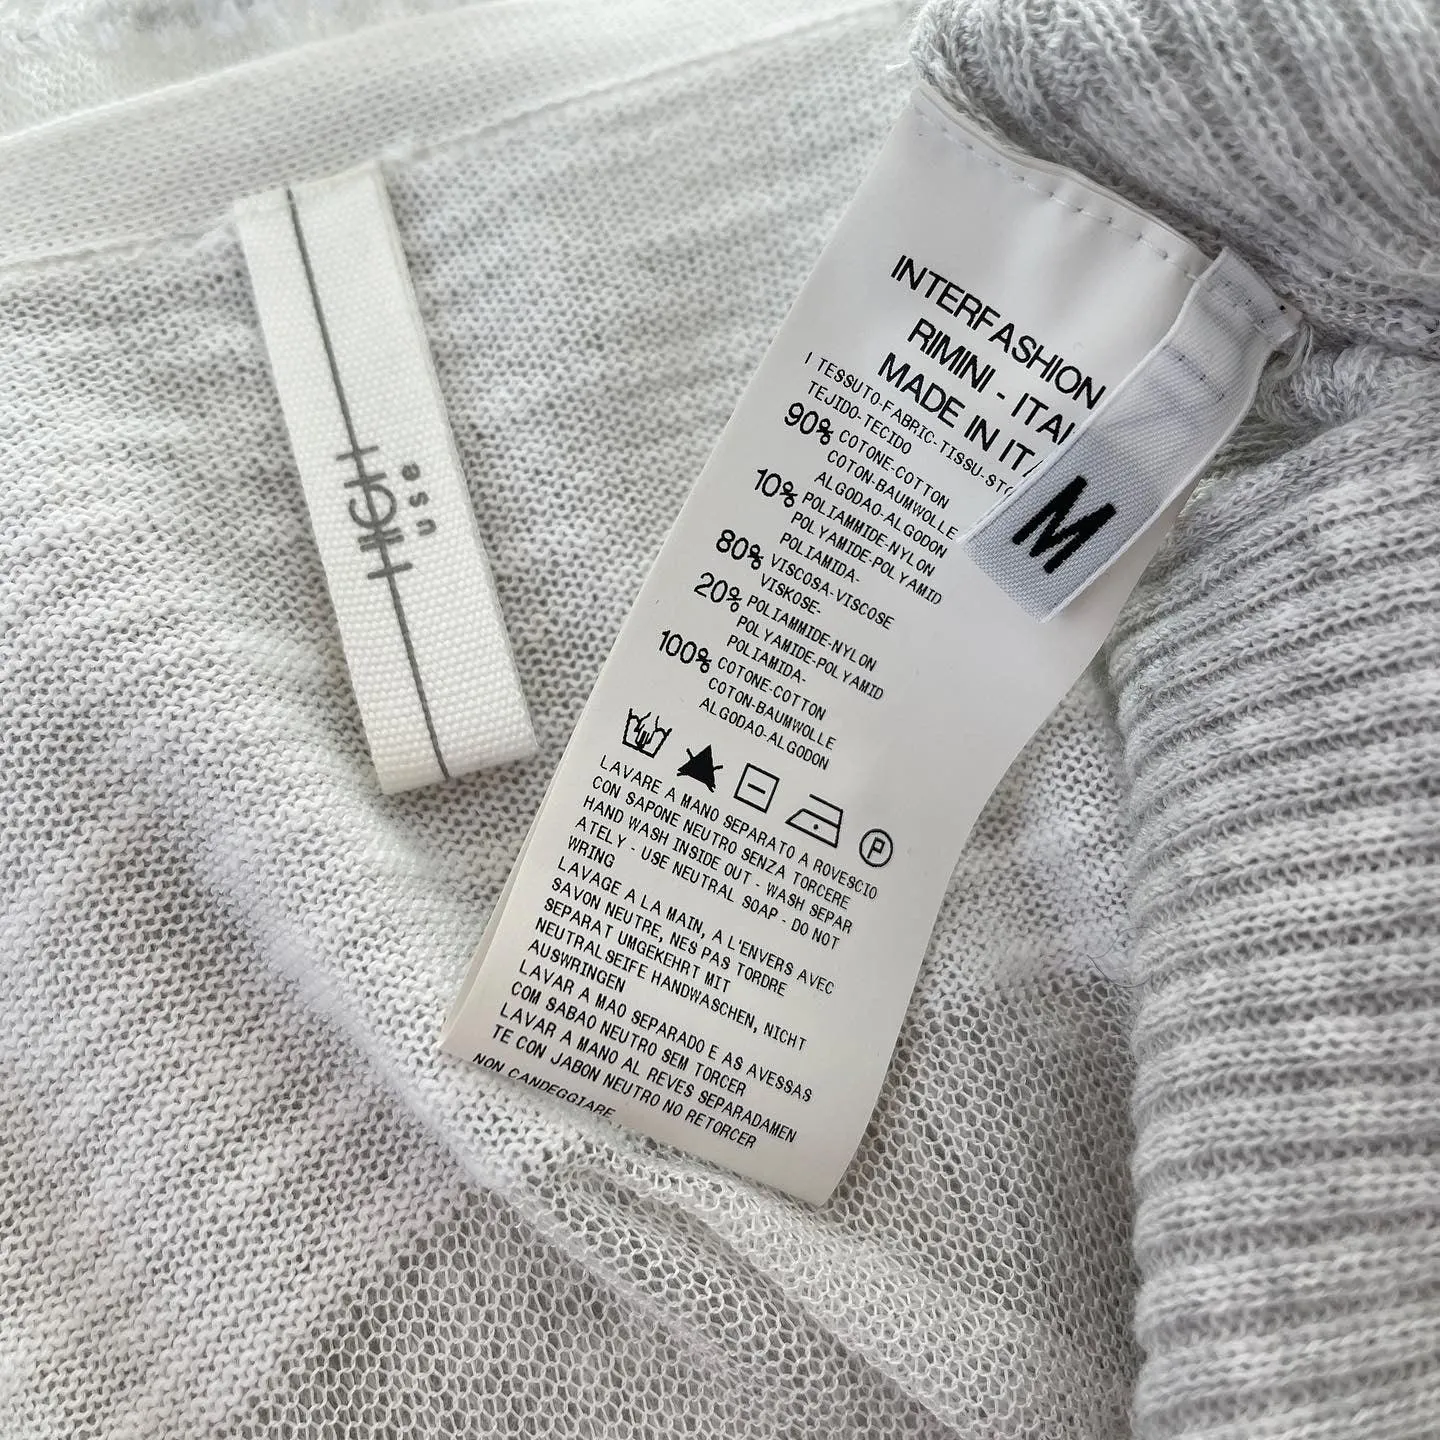 HIGH
use
INTERFASHION
RIMINI - ITAL
MADE IN ITA
I TESSUTO-FABRIC-TISSU-STO
TEJIDO-TECIDO
90% COTONE-COTTON
COTON-BAUMWOLLE
ALGODAO-ALGODON
10% POLIAMMIDE-NYLON
POLYAMIDE-POLYAMID
POLIAMIDA-
80% VISCOSA-VISCOSE
VISKOSE-
20% POLIAMMIDE-NYLON
POLYAMIDE-POLYAMID
POLIAMIDA-
100% COTONE-COTTON
COTON-BAUMWOLLE
ALGODAO-ALGODON
P
LAVARE A MANO SEPARATO A ROVESCIO
CON SAPONE NEUTRO SENZA TORCERE
HAND WASH INSIDE OUT - WASH SEPAR
ATELY - USE NEUTRAL SOAP - DO NOT
WRING
LAVAGE A LA MAIN, A L'ENVERS AVEC
SAVON NEUTRE, NES PAS TORDRE
SEPARAT UMGEKEHRT MIT
NEUTRALSEIFE HANDWASCHEN, NICHT
AUSWRINGEN
LAVAR A MAO SEPARADO E AS AVESSAS
COM SABAO NEUTRO SEM TORCER
LAVAR A MANO AL REVES SEPARADAMEN
TE CON JABON NEUTRO NO RETORCER
NON CANDEGGIARE
M